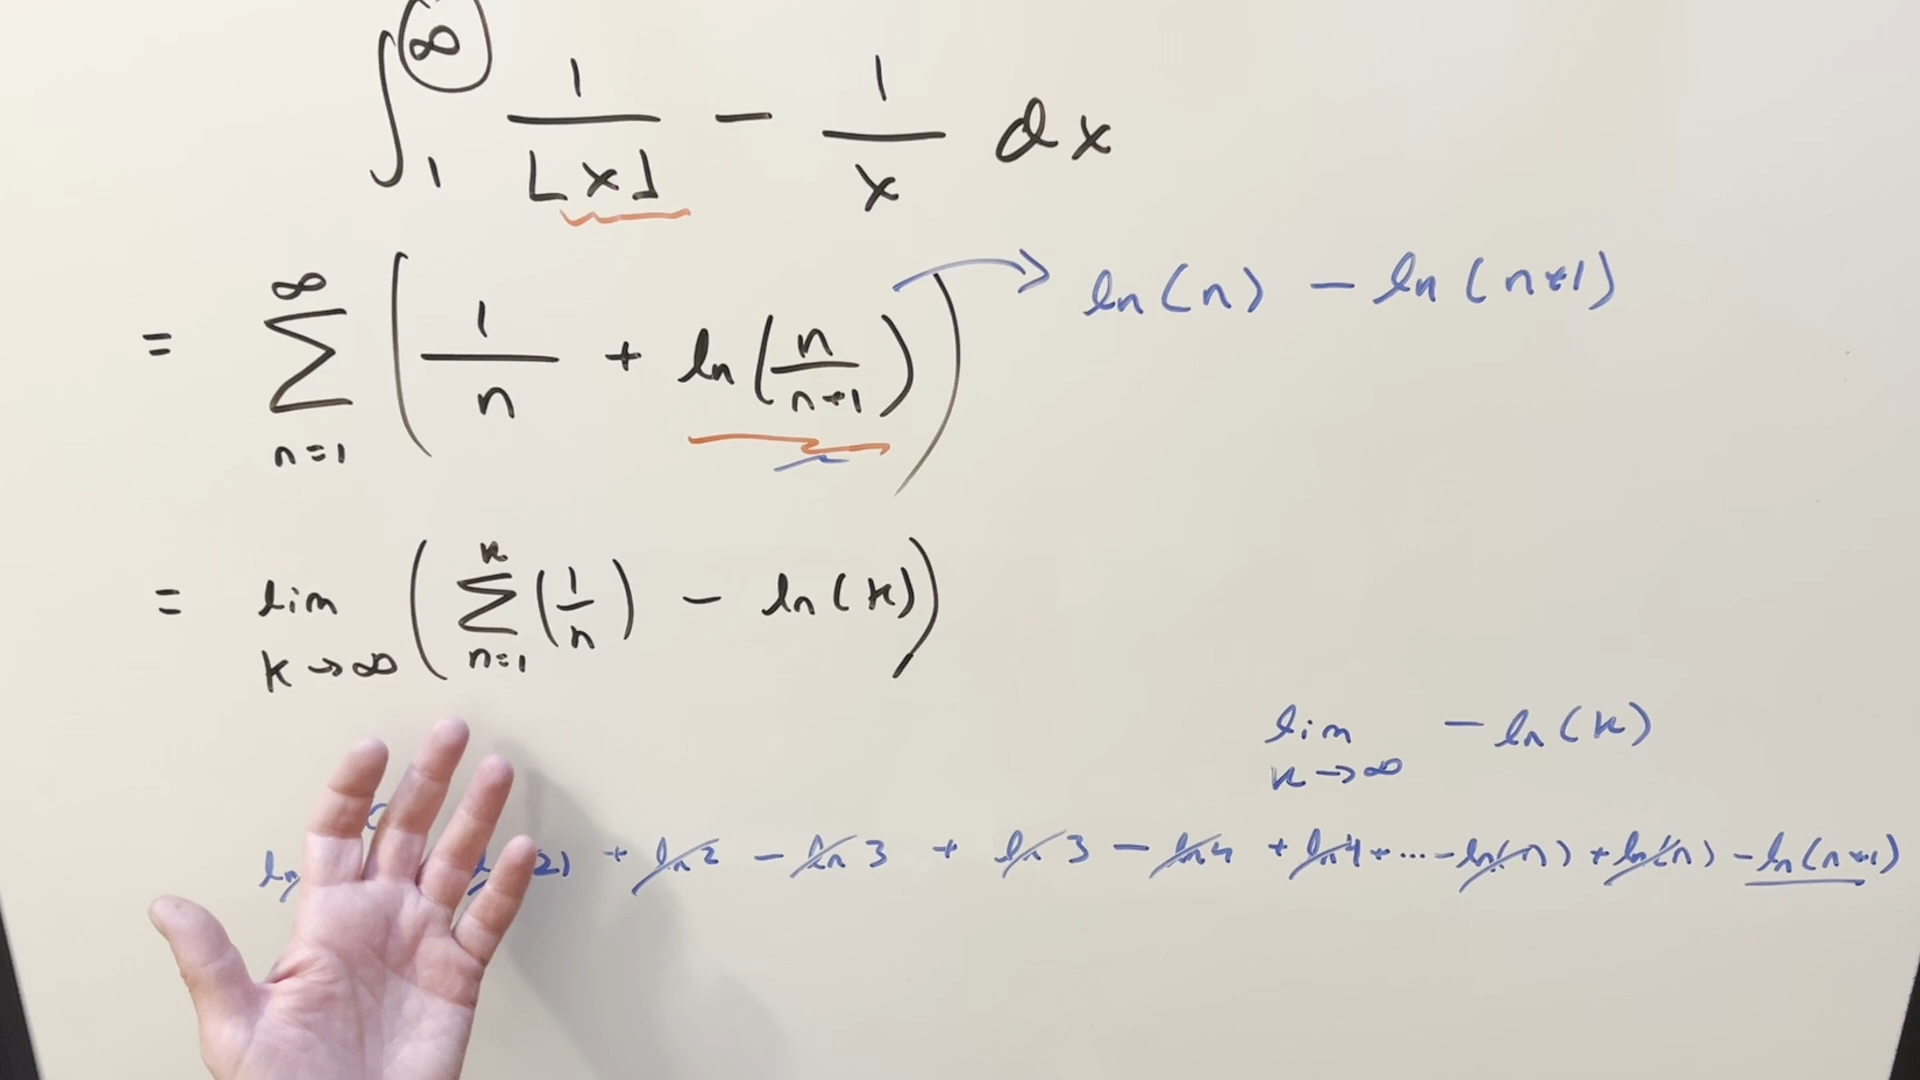 ∫₁^∞ 1/⌊x⌋ − 1/x dx
= ∑_{n=1}^{∞} (1/n + ln(n/(n+1))) → ln(n) − ln(n+1)
= lim_{k→∞} (∑_{n=1}^{k} (1/n) − ln(k))
lim_{k→∞} − ln(k)
ln 2) + ln 2 − ln 3 + ln 3 − ln 4 + ln 4 + ... − ln(n) + ln(n) − ln(n+1)